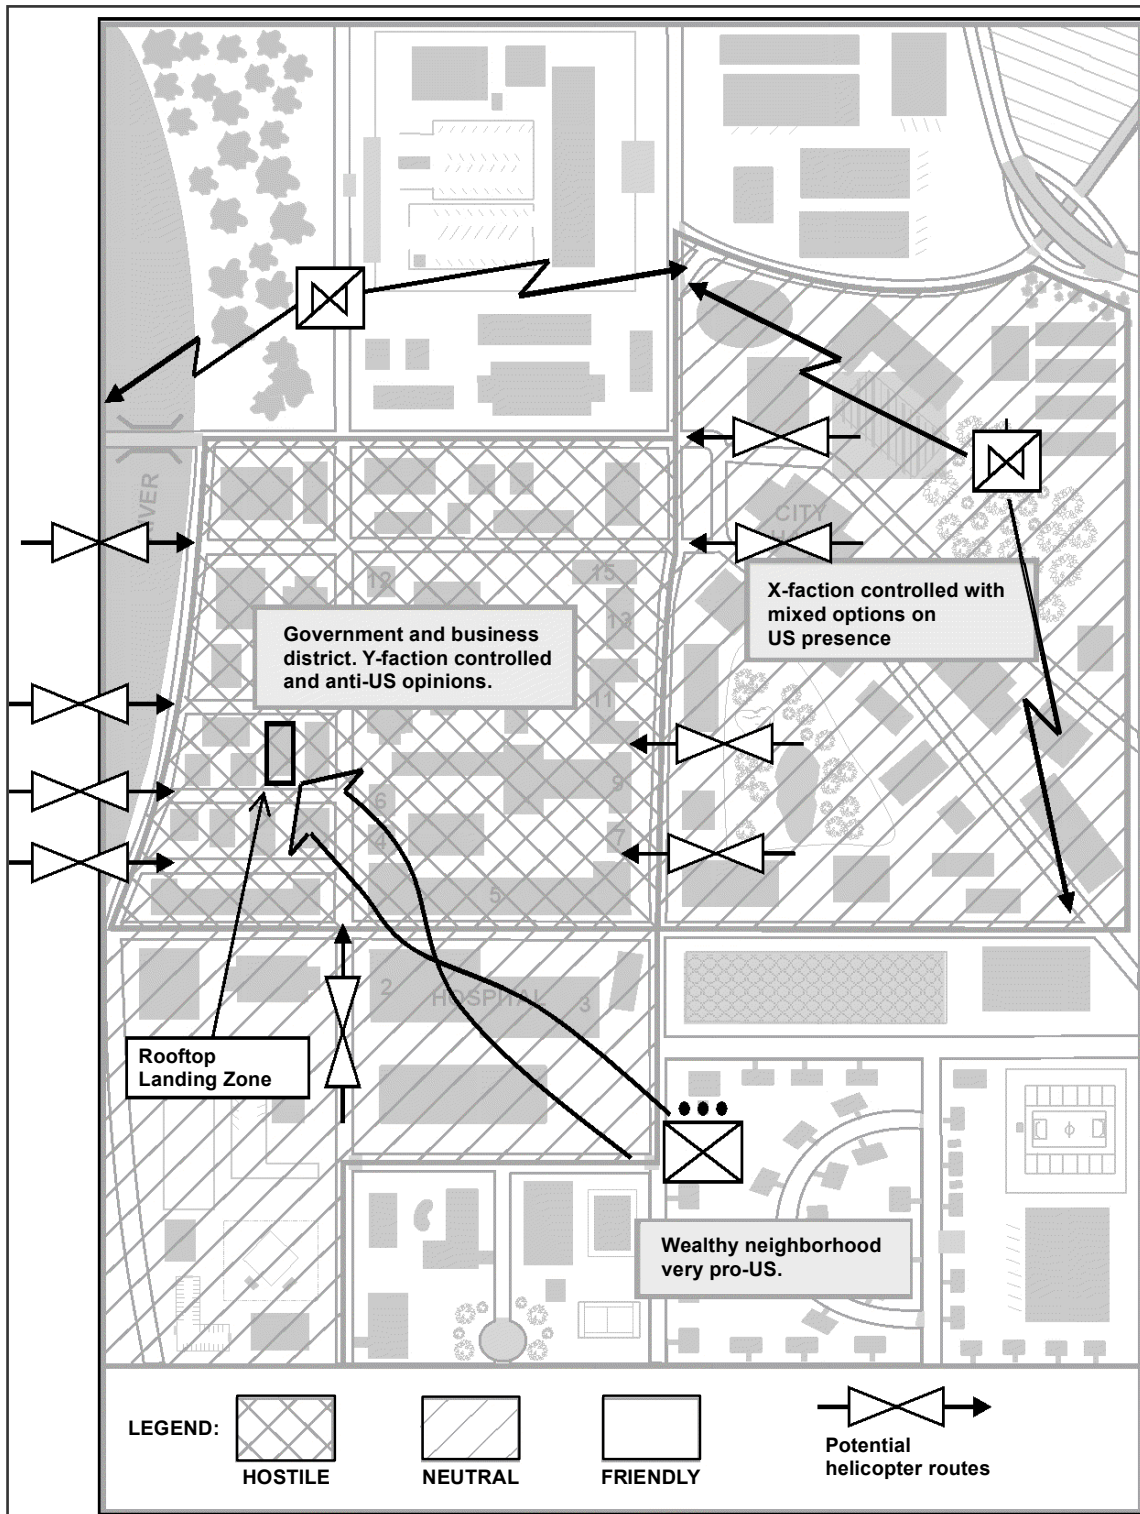 RIVER
CITY
12
15
13
X-faction controlled with
mixed options on
US presence
Government and business
district. Y-faction controlled
and anti-US opinions.
11
9
6
4
7
5
2
HOSPITAL
3
Rooftop
Landing Zone
Wealthy neighborhood
very pro-US.
LEGEND:
HOSTILE
NEUTRAL
FRIENDLY
Potential
helicopter routes